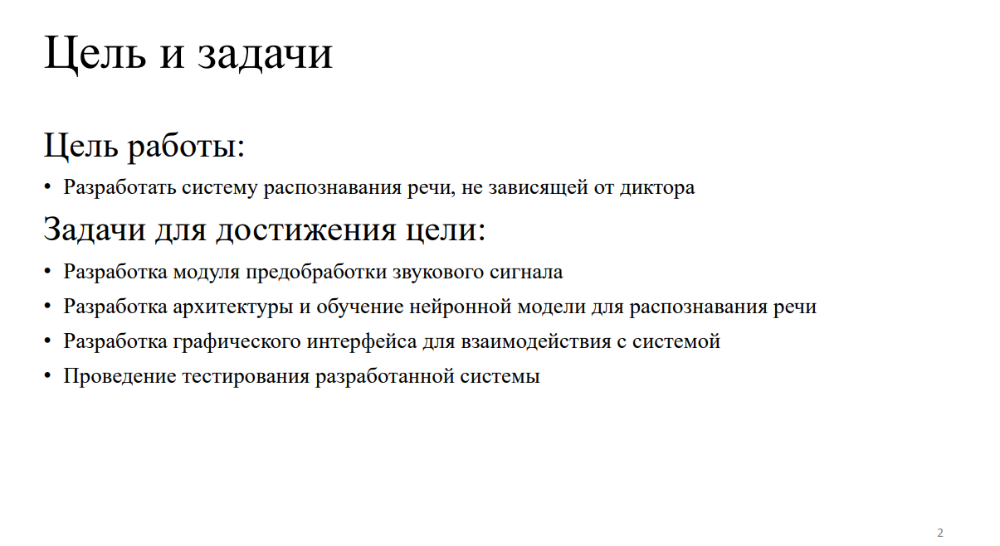 Цель и задачи
Цель работы:
• Разработать систему распознавания речи, не зависящей от диктора
Задачи для достижения цели:
• Разработка модуля предобработки звукового сигнала
• Разработка архитектуры и обучение нейронной модели для распознавания речи
• Разработка графического интерфейса для взаимодействия с системой
• Проведение тестирования разработанной системы
2